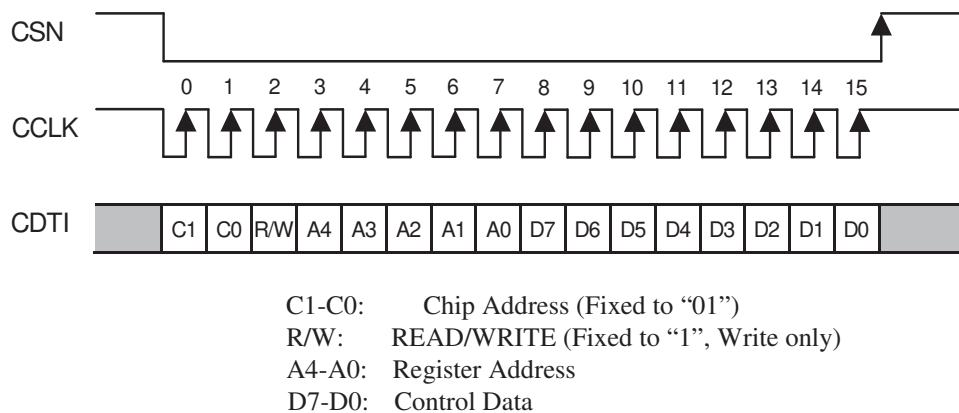 CSN
0 1 2 3 4 5 6 7 8 9 10 11 12 13 14 15
CCLK
CDTI C1 C0 R/W A4 A3 A2 A1 A0 D7 D6 D5 D4 D3 D2 D1 D0
C1-C0: Chip Address (Fixed to “01”)
R/W: READ/WRITE (Fixed to “1”, Write only)
A4-A0: Register Address
D7-D0: Control Data